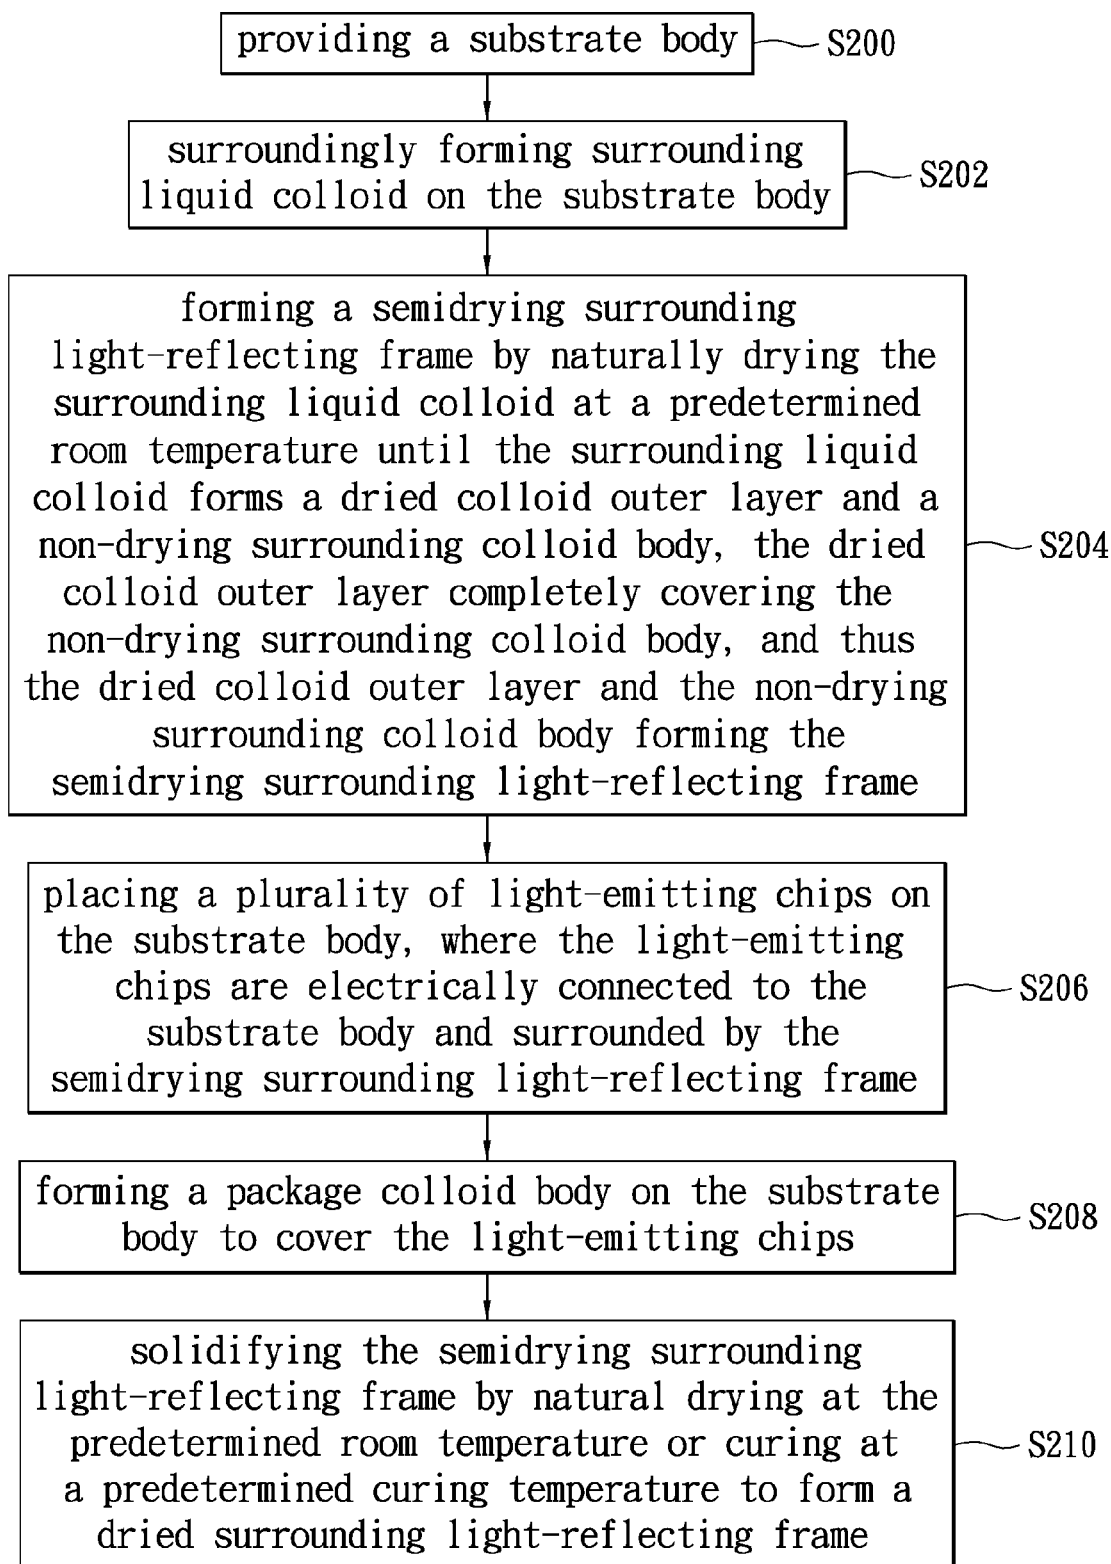 providing a substrate body
S200
surroundingly forming surrounding
liquid colloid on the substrate body
S202
forming a semidrying surrounding
light-reflecting frame by naturally drying the
surrounding liquid colloid at a predetermined
room temperature until the surrounding liquid
colloid forms a dried colloid outer layer and a
non-drying surrounding colloid body, the dried
colloid outer layer completely covering the
non-drying surrounding colloid body, and thus
the dried colloid outer layer and the non-drying
surrounding colloid body forming the
semidrying surrounding light-reflecting frame
S204
placing a plurality of light-emitting chips on
the substrate body, where the light-emitting
chips are electrically connected to the
substrate body and surrounded by the
semidrying surrounding light-reflecting frame
S206
forming a package colloid body on the substrate
body to cover the light-emitting chips
S208
solidifying the semidrying surrounding
light-reflecting frame by natural drying at the
predetermined room temperature or curing at
a predetermined curing temperature to form a
dried surrounding light-reflecting frame
S210